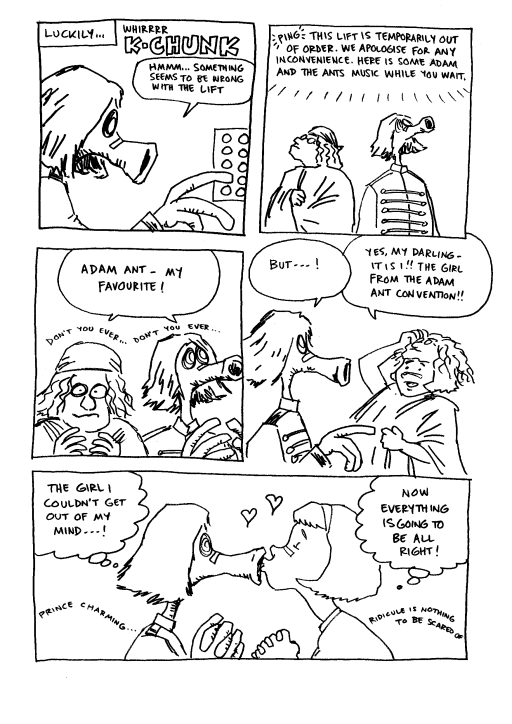 LUCKILY...
WHIRRRR
K-CHUNK
HMMM... SOMETHING
SEEMS TO BE WRONG
WITH THE LIFT
PING: THIS LIFT IS TEMPORARILY OUT
OF ORDER. WE APOLOGISE FOR ANY
INCONVENIENCE. HERE IS SOME ADAM
AND THE ANTS MUSIC WHILE YOU WAIT.
ADAM ANT - MY
FAVOURITE!
DON'T YOU EVER... DON'T YOU EVER...
BUT---!
YES, MY DARLING-
IT IS I!! THE GIRL
FROM THE ADAM
ANT CONVENTION!!
THE GIRL I
COULDN'T GET
OUT OF MY
MIND---!
NOW
EVERYTHING
IS GOING TO
BE ALL
RIGHT!
PRINCE CHARMING...
RIDICULE IS NOTHING
TO BE SCARED OF